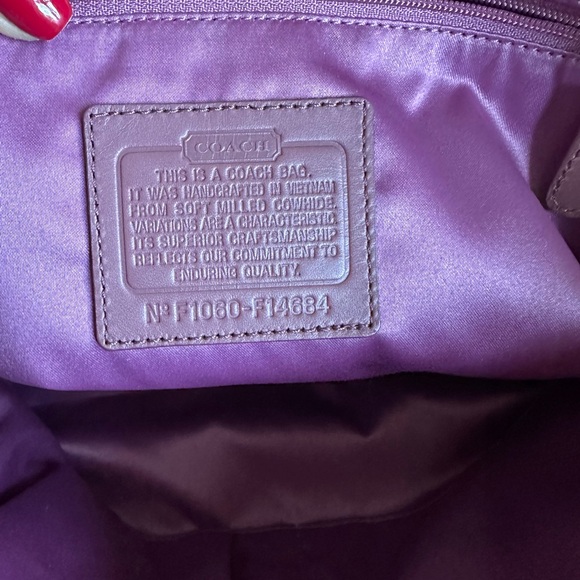 COACH
THIS IS A COACH BAG.
IT WAS HANDCRAFTED IN VIETNAM
FROM SOFT MILLED COWHIDE.
VARIATIONS ARE A CHARACTERISTIC.
ITS SUPERIOR CRAFTSMANSHIP
REFLECTS OUR COMMITMENT TO
ENDURING QUALITY.
Nº F1060-F14684